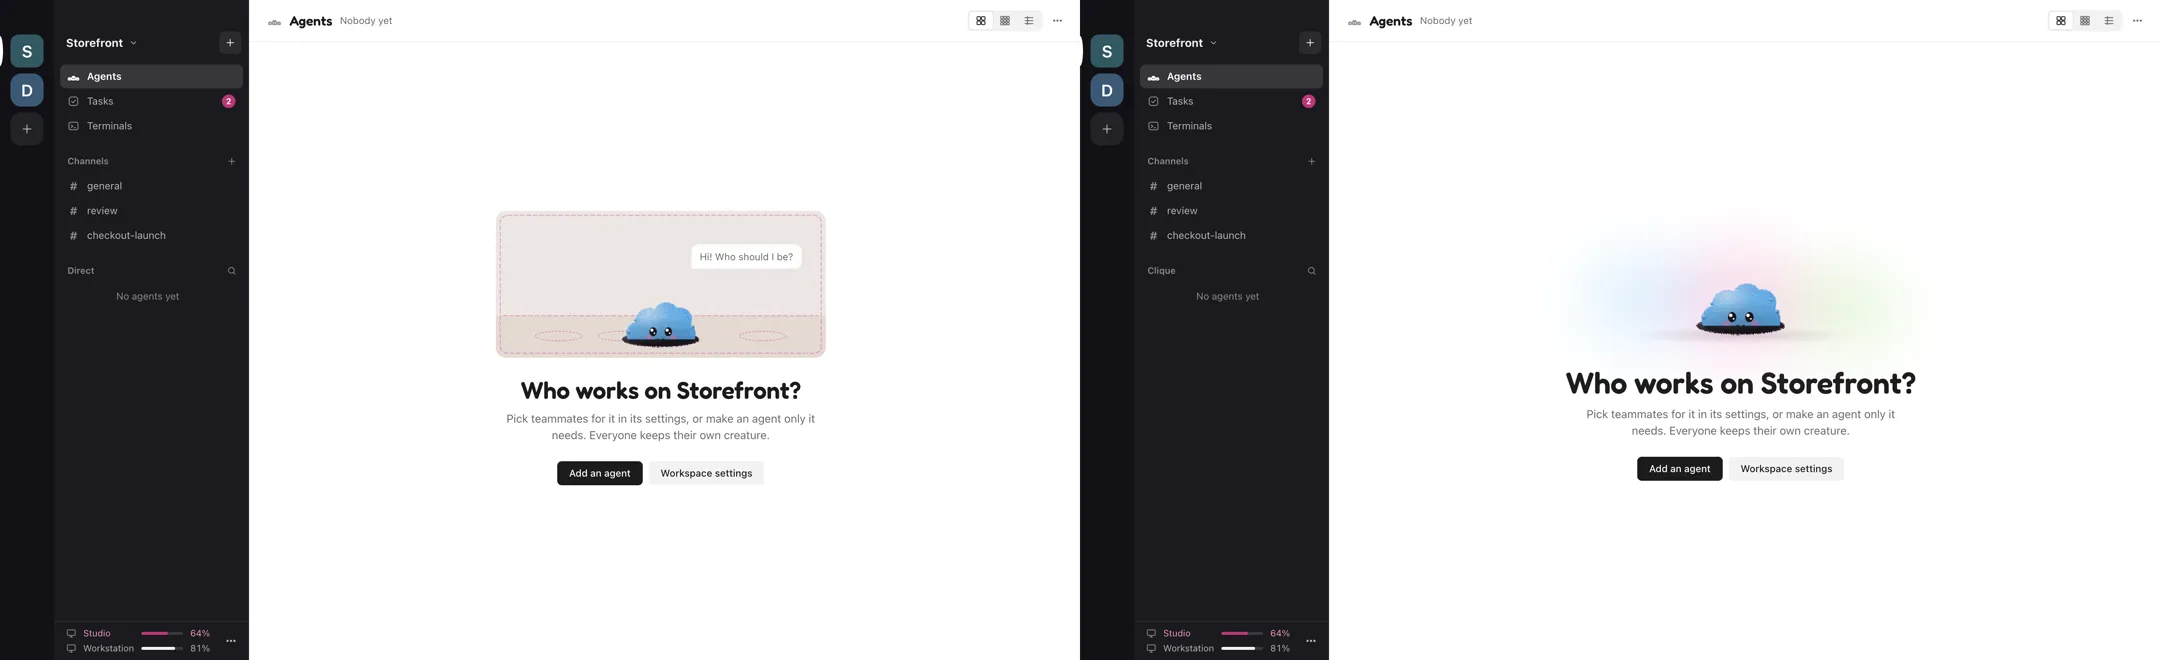 S
D
Storefront
Agents
Tasks 2
Terminals
Channels
# general
# review
# checkout-launch
Direct
No agents yet
Studio 64%
Workstation 81%
Agents Nobody yet
Hi! Who should I be?
Who works on Storefront?
Pick teammates for it in its settings, or make an agent only it
needs. Everyone keeps their own creature.
Add an agent Workspace settings
S
D
Storefront
Agents
Tasks 2
Terminals
Channels
# general
# review
# checkout-launch
Clique
No agents yet
Studio 64%
Workstation 81%
Agents Nobody yet
Who works on Storefront?
Pick teammates for it in its settings, or make an agent only it
needs. Everyone keeps their own creature.
Add an agent Workspace settings